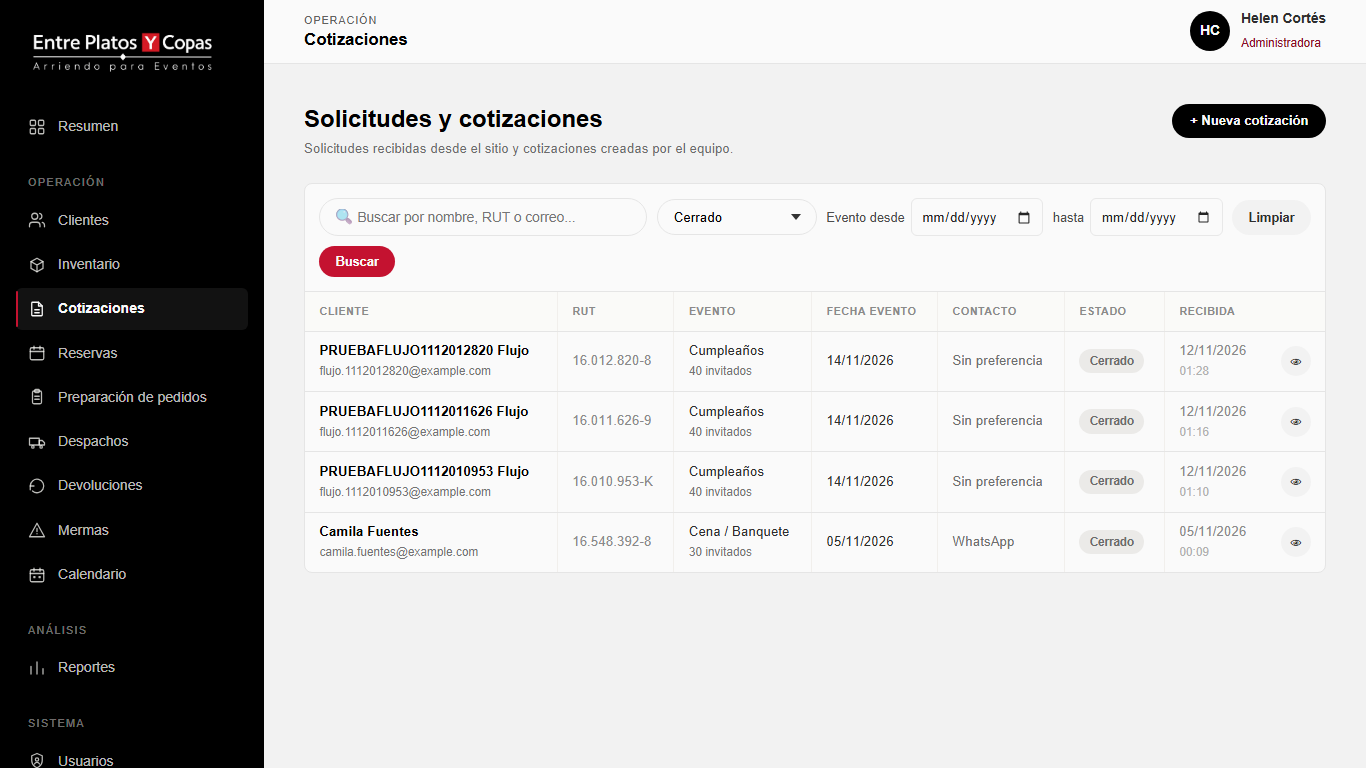 Entre Platos Y Copas
Arriendo para Eventos
Resumen
OPERACIÓN
Clientes
Inventario
Cotizaciones
Reservas
Preparación de pedidos
Despachos
Devoluciones
Mermas
Calendario
ANÁLISIS
Reportes
SISTEMA
Usuarios
OPERACIÓN
Cotizaciones
HC
Helen Cortés
Administradora
Solicitudes y cotizaciones
Solicitudes recibidas desde el sitio y cotizaciones creadas por el equipo.
+ Nueva cotización
Buscar por nombre, RUT o correo...
Cerrado
Evento desde
mm/dd/yyyy
hasta
mm/dd/yyyy
Limpiar
Buscar
CLIENTE RUT EVENTO FECHA EVENTO CONTACTO ESTADO RECIBIDA
PRUEBAFLUJO1112012820 Flujo
flujo.1112012820@example.com
16.012.820-8
Cumpleaños
40 invitados
14/11/2026
Sin preferencia
Cerrado
12/11/2026
01:28
PRUEBAFLUJO1112011626 Flujo
flujo.1112011626@example.com
16.011.626-9
Cumpleaños
40 invitados
14/11/2026
Sin preferencia
Cerrado
12/11/2026
01:16
PRUEBAFLUJO1112010953 Flujo
flujo.1112010953@example.com
16.010.953-K
Cumpleaños
40 invitados
14/11/2026
Sin preferencia
Cerrado
12/11/2026
01:10
Camila Fuentes
camila.fuentes@example.com
16.548.392-8
Cena / Banquete
30 invitados
05/11/2026
WhatsApp
Cerrado
05/11/2026
00:09